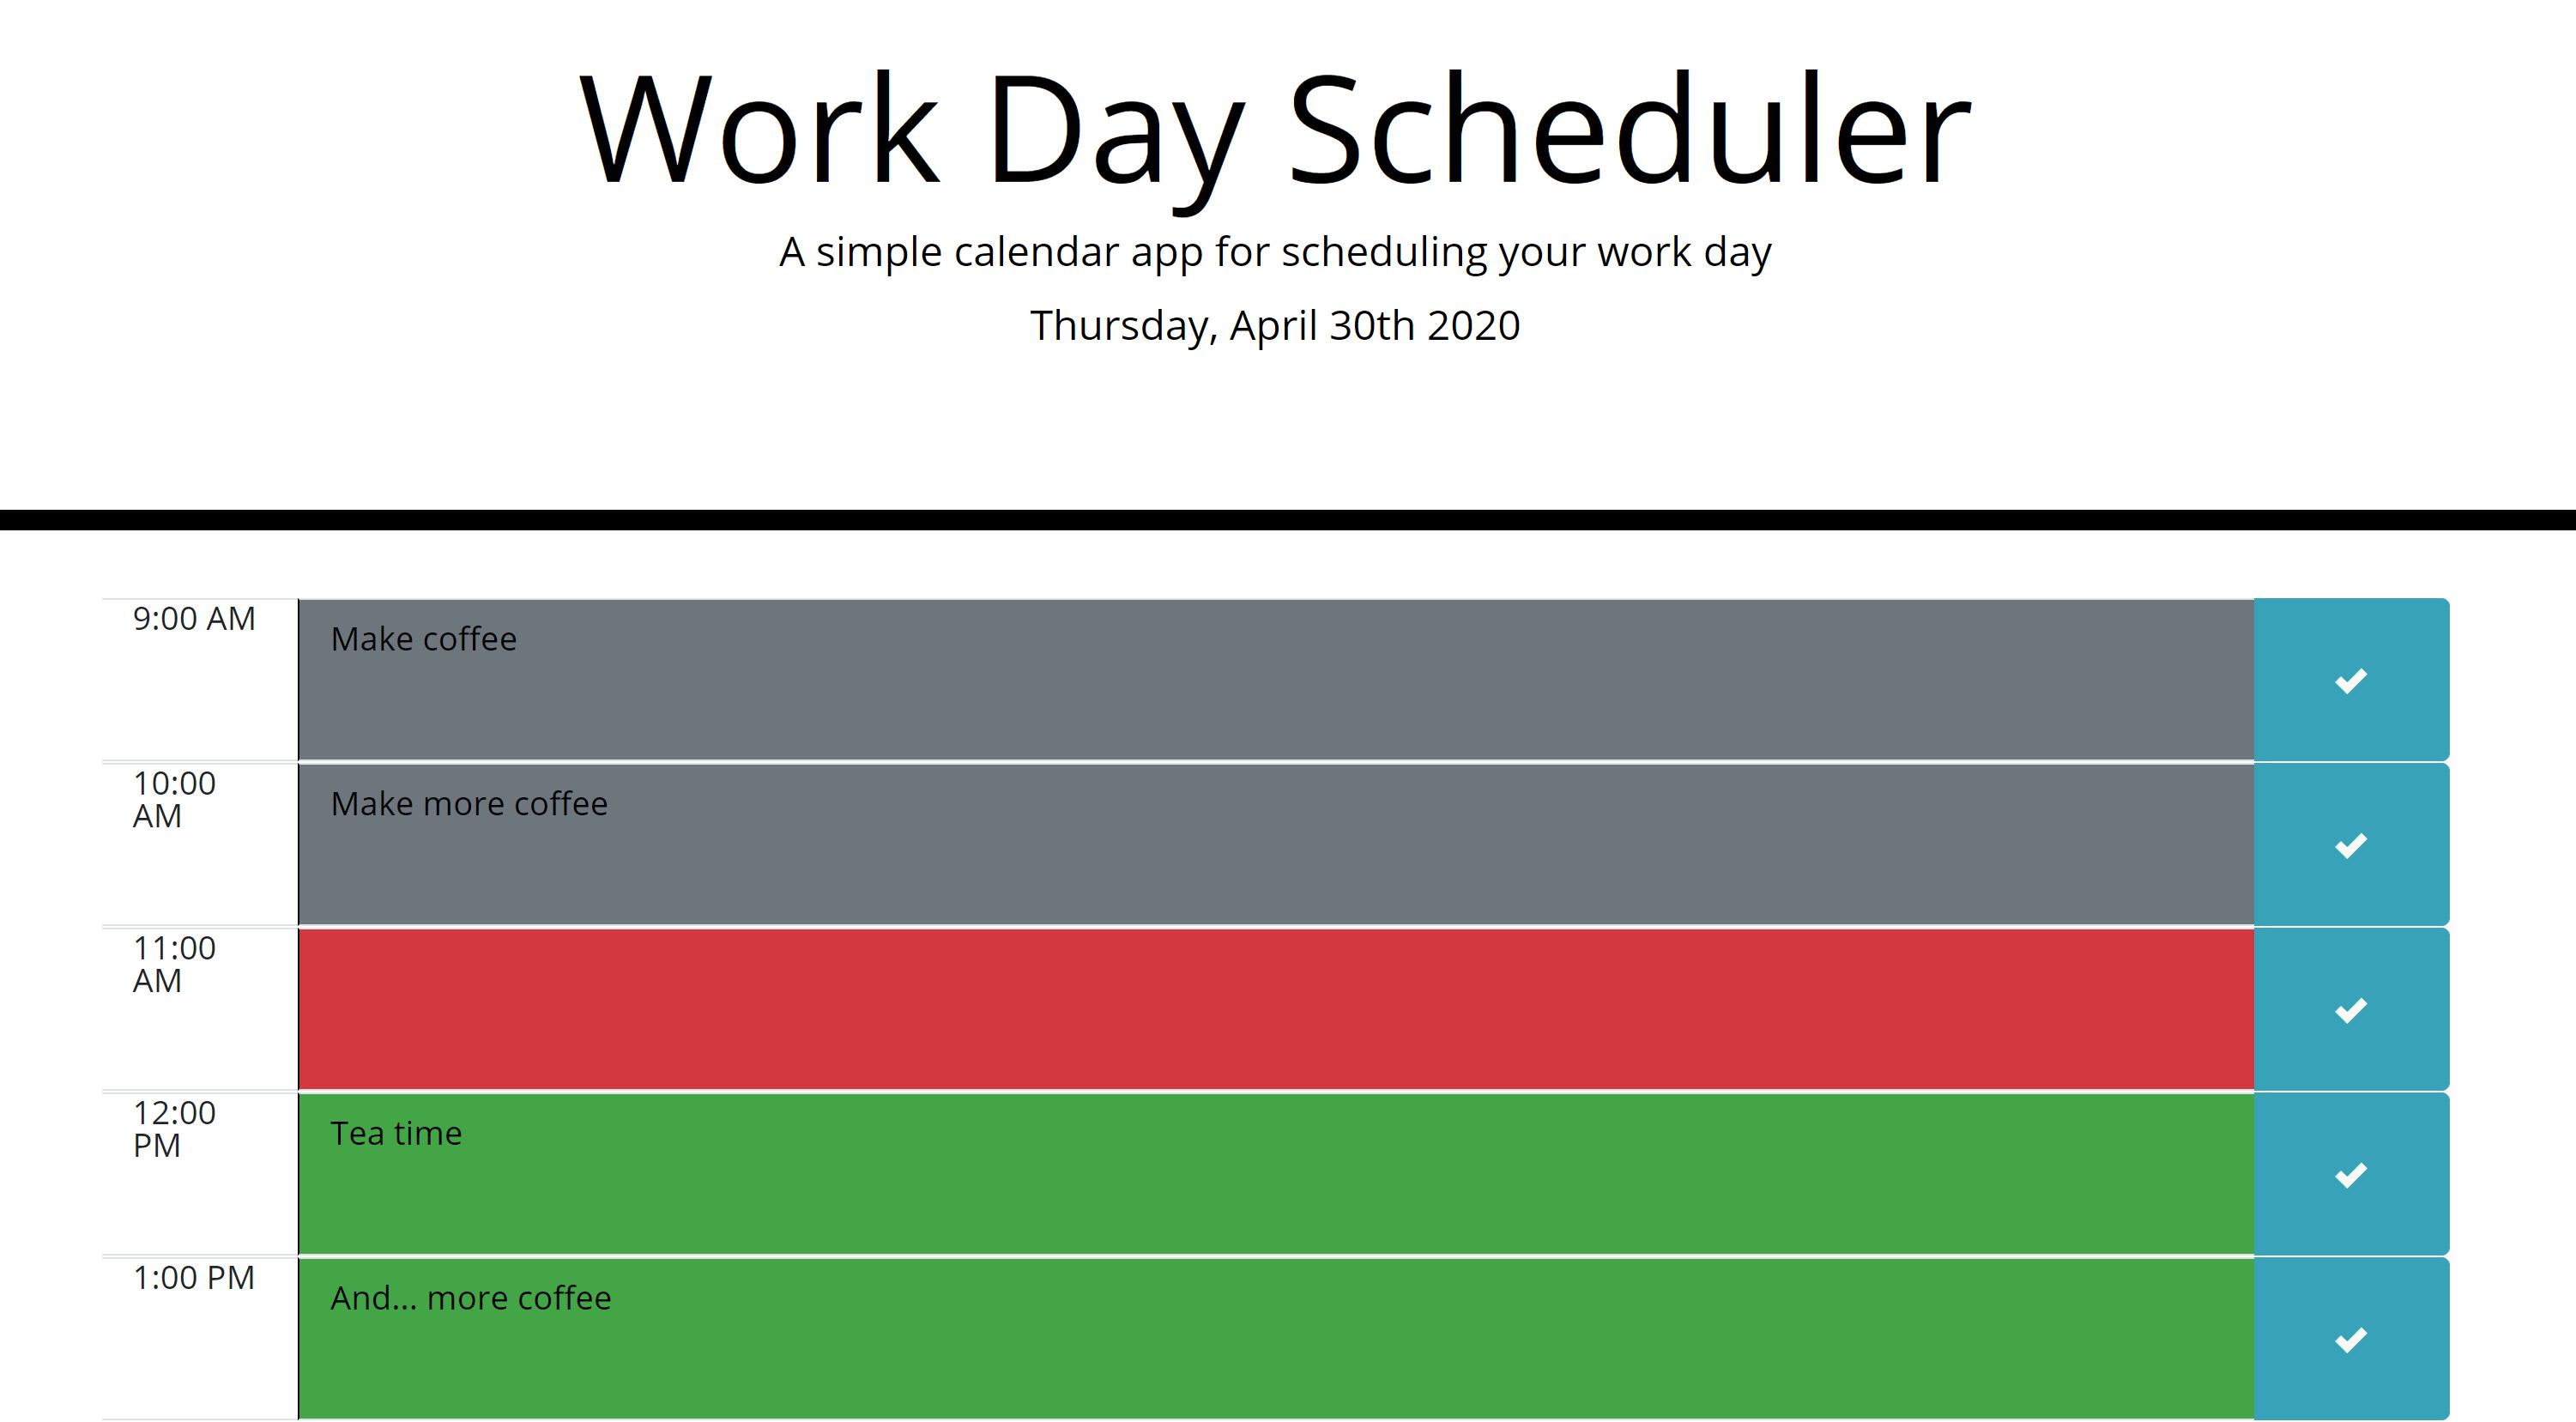 Work Day Scheduler
A simple calendar app for scheduling your work day
Thursday, April 30th 2020
9:00 AM
Make coffee
10:00
AM
Make more coffee
11:00
AM
12:00
PM
Tea time
1:00 PM
And... more coffee